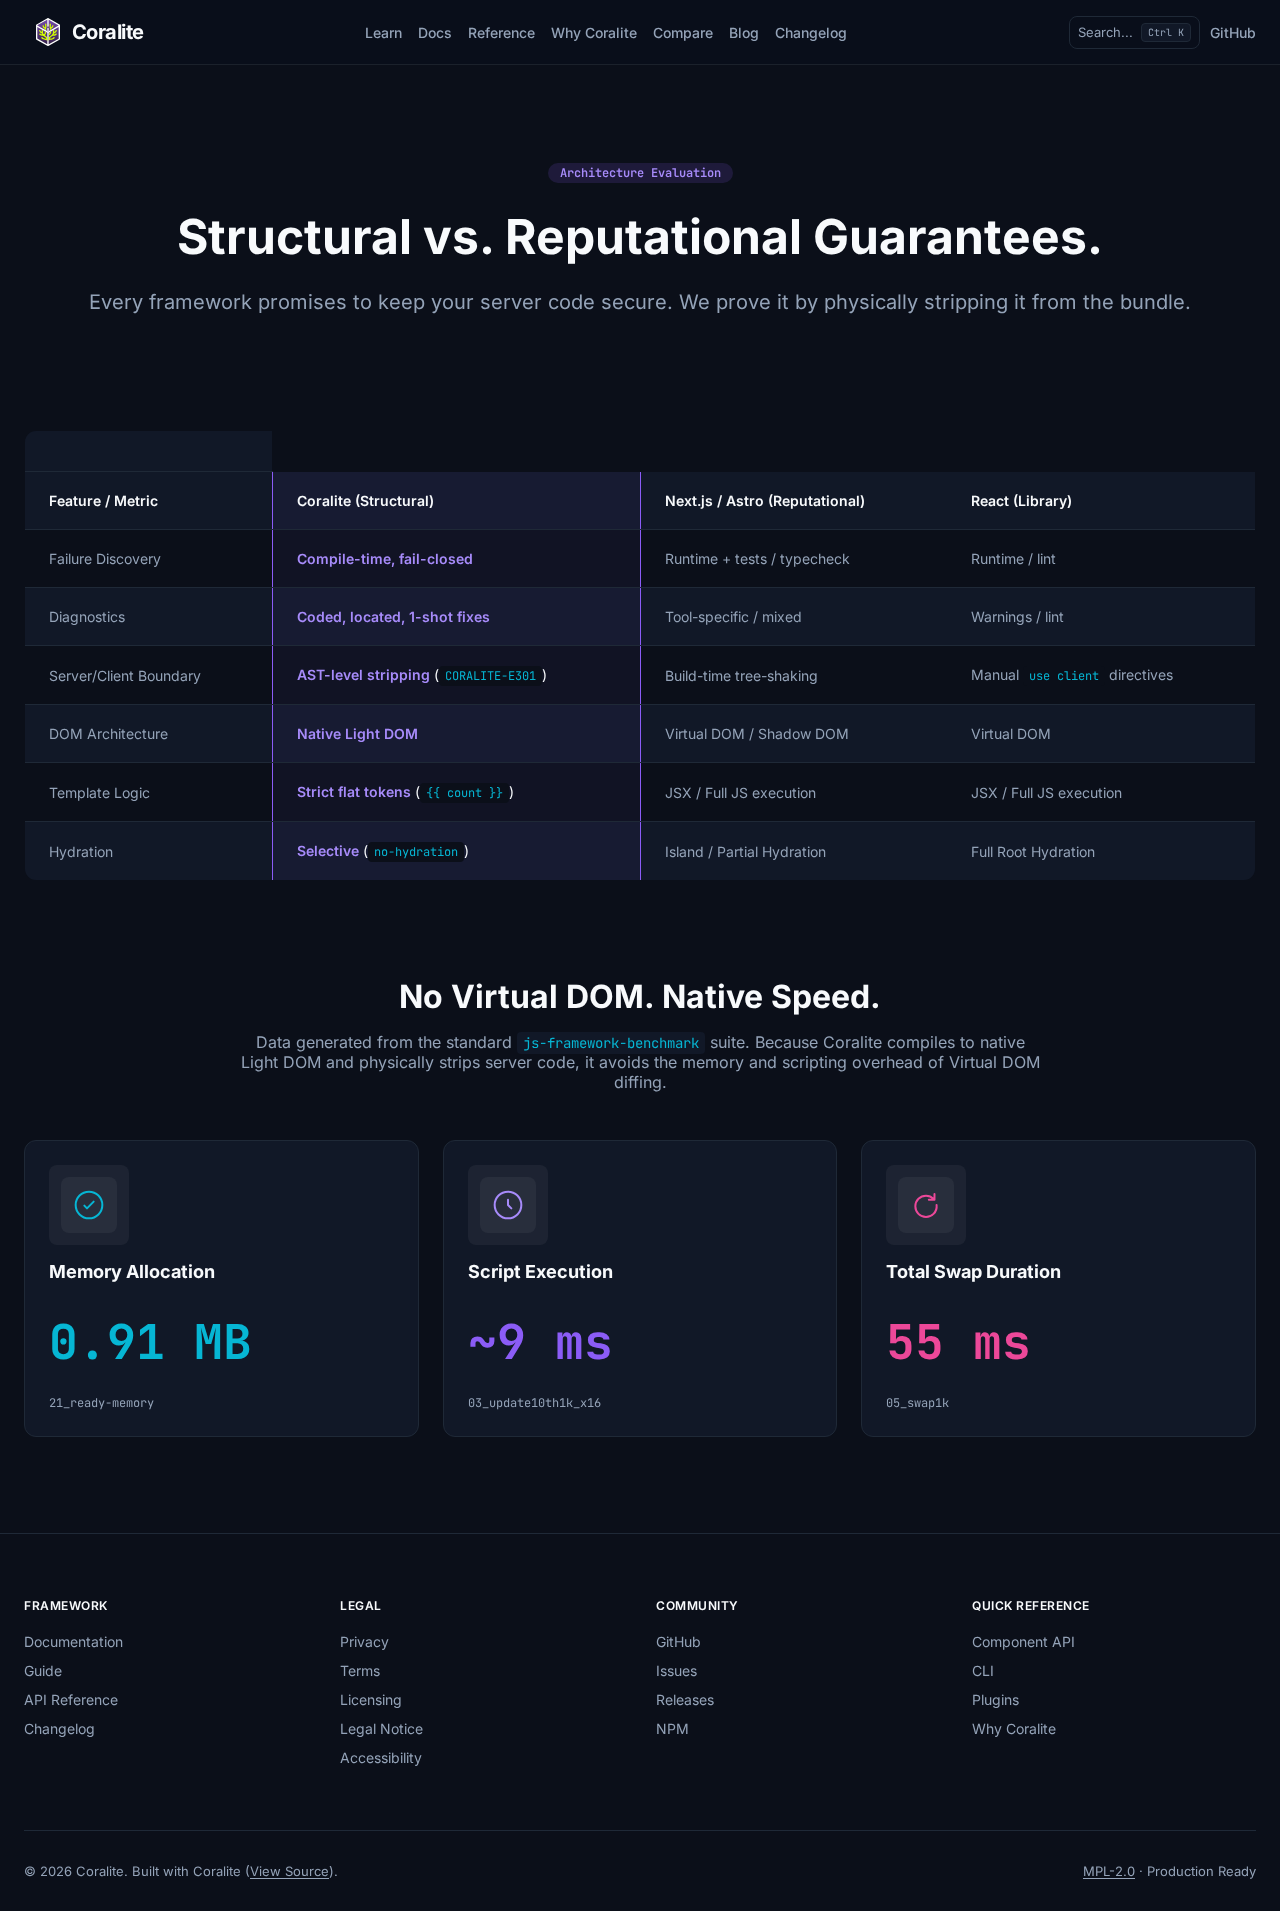 Coralite
Learn Docs Reference Why Coralite Compare Blog Changelog
Search... Ctrl K GitHub
Architecture Evaluation
Structural vs. Reputational Guarantees.
Every framework promises to keep your server code secure. We prove it by physically stripping it from the bundle.
Feature / Metric Coralite (Structural) Next.js / Astro (Reputational) React (Library)
Failure Discovery Compile-time, fail-closed Runtime + tests / typecheck Runtime / lint
Diagnostics Coded, located, 1-shot fixes Tool-specific / mixed Warnings / lint
Server/Client Boundary AST-level stripping ( CORALITE-E301 ) Build-time tree-shaking Manual use client directives
DOM Architecture Native Light DOM Virtual DOM / Shadow DOM Virtual DOM
Template Logic Strict flat tokens ( {{ count }} ) JSX / Full JS execution JSX / Full JS execution
Hydration Selective ( no-hydration ) Island / Partial Hydration Full Root Hydration
No Virtual DOM. Native Speed.
Data generated from the standard js-framework-benchmark suite. Because Coralite compiles to native
Light DOM and physically strips server code, it avoids the memory and scripting overhead of Virtual DOM
diffing.
Memory Allocation
0.91 MB
21_ready-memory
Script Execution
~9 ms
03_update10th1k_x16
Total Swap Duration
55 ms
05_swap1k
FRAMEWORK
Documentation
Guide
API Reference
Changelog
LEGAL
Privacy
Terms
Licensing
Legal Notice
Accessibility
COMMUNITY
GitHub
Issues
Releases
NPM
QUICK REFERENCE
Component API
CLI
Plugins
Why Coralite
© 2026 Coralite. Built with Coralite (View Source).
MPL-2.0 · Production Ready